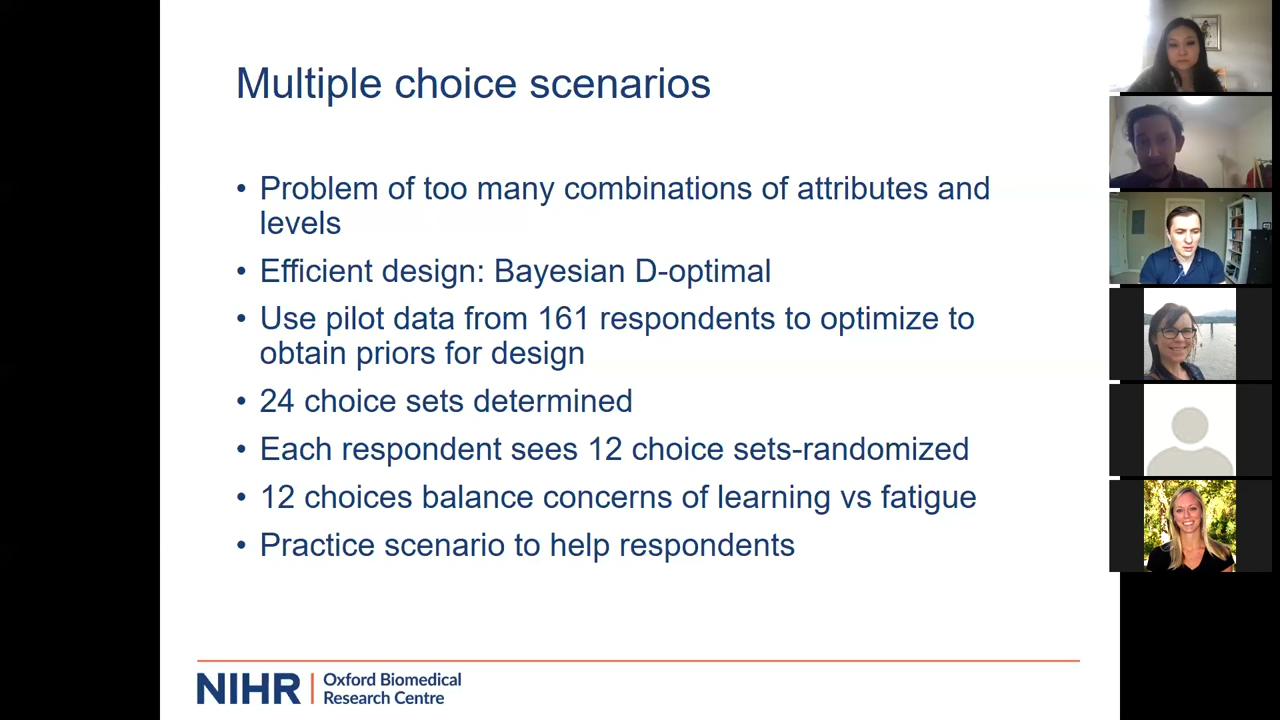 Multiple choice scenarios
• Problem of too many combinations of attributes and
levels
• Efficient design: Bayesian D-optimal
• Use pilot data from 161 respondents to optimize to
obtain priors for design
• 24 choice sets determined
• Each respondent sees 12 choice sets-randomized
• 12 choices balance concerns of learning vs fatigue
• Practice scenario to help respondents
NIHR | Oxford Biomedical
Research Centre